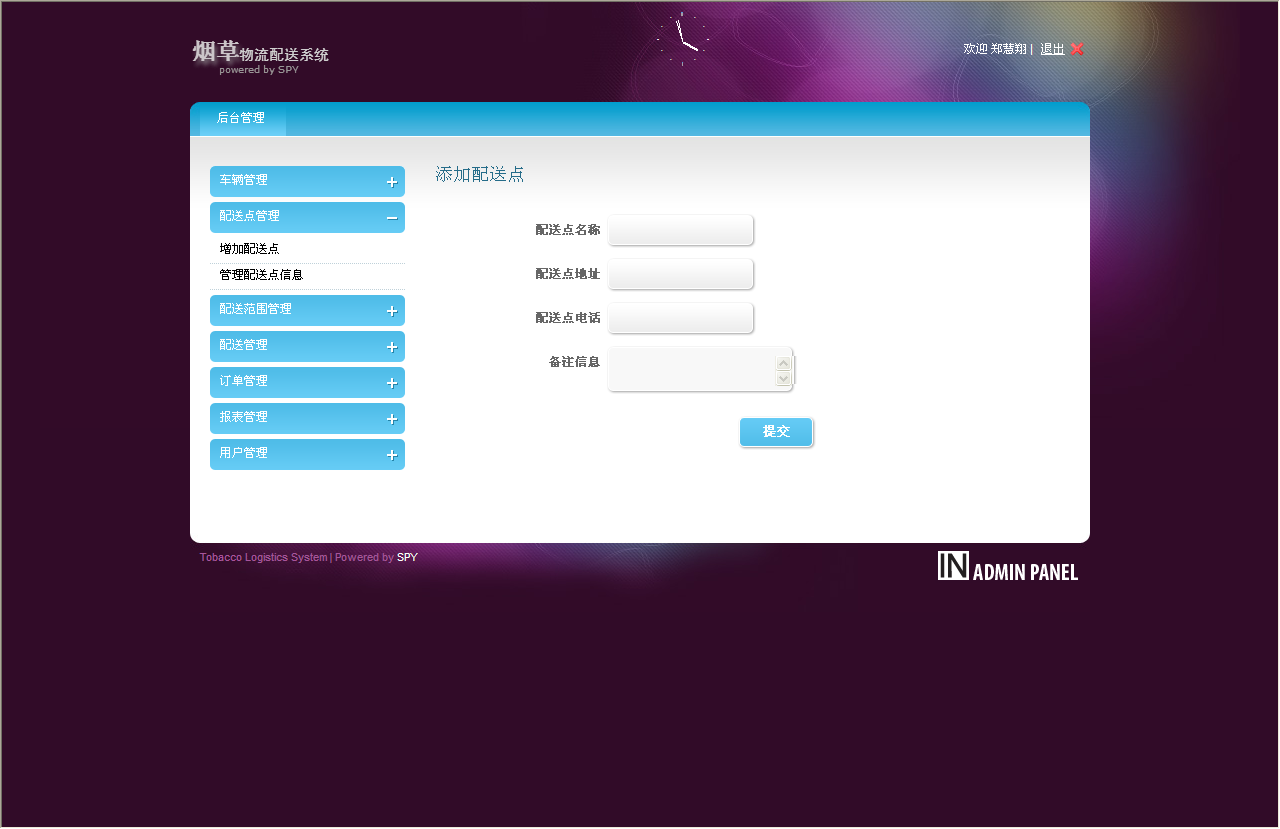 烟草物流配送系统
powered by SPY
欢迎 郑慧翔 | 退出
后台管理
车辆管理
配送点管理
增加配送点
管理配送点信息
配送范围管理
配送管理
订单管理
报表管理
用户管理
添加配送点
配送点名称
配送点地址
配送点电话
备注信息
提交
Tobacco Logistics System | Powered by SPY
IN ADMIN PANEL